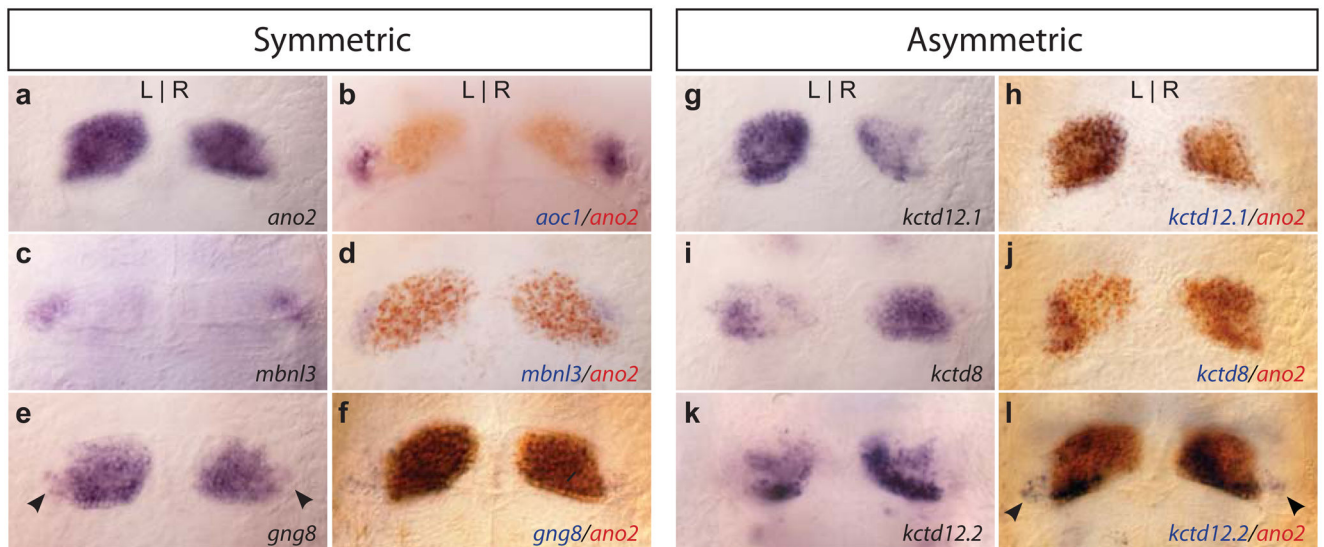 Symmetric
Asymmetric
a L | R ano2
b L | R aoc1/ano2
g L | R kctd12.1
h L | R kctd12.1/ano2
c mbnl3
d mbnl3/ano2
i kctd8
j kctd8/ano2
e gng8
f gng8/ano2
k kctd12.2
l kctd12.2/ano2